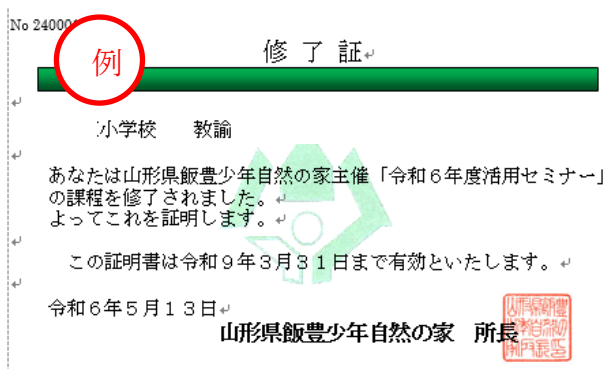 No 24000
例
修 了 証
小学校　教諭
あなたは山形県飯豊少年自然の家主催「令和６年度活用セミナー」
の課程を修了されました。
よってこれを証明します。
この証明書は令和９年３月３１日まで有効といたします。
令和６年５月１３日
山形県飯豊少年自然の家　所長